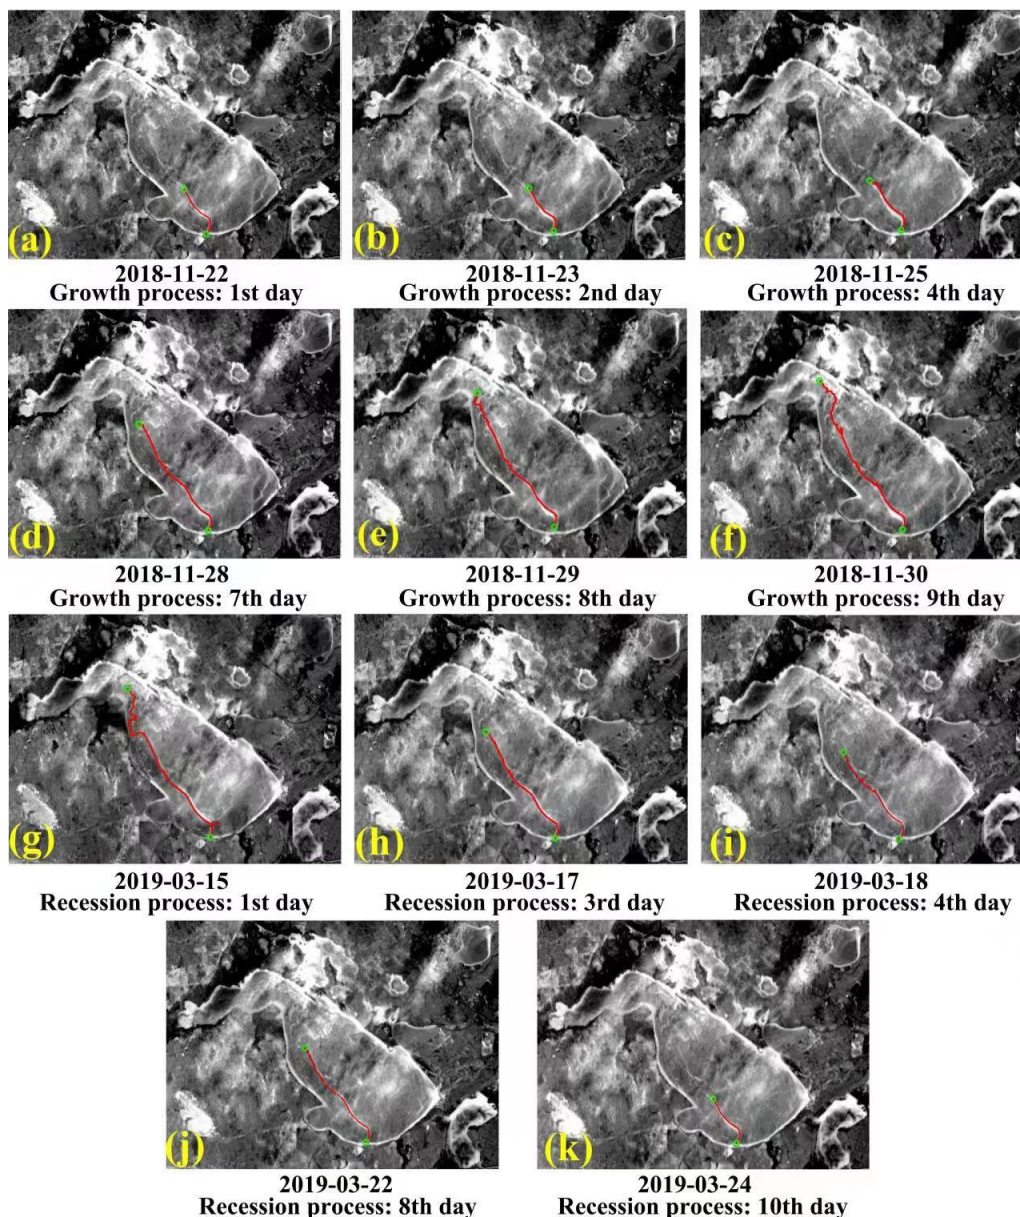 (a)
(b)
(c)
2018-11-22
2018-11-23
2018-11-25
Growth process: 1st day
Growth process: 2nd day
Growth process: 4th day
(d)
(e)
(f)
2018-11-28
2018-11-29
2018-11-30
Growth process: 7th day
Growth process: 8th day
Growth process: 9th day
(g)
(h)
(i)
2019-03-15
2019-03-17
2019-03-18
Recession process: 1st day
Recession process: 3rd day
Recession process: 4th day
(j)
(k)
2019-03-22
2019-03-24
Recession process: 8th day
Recession process: 10th day